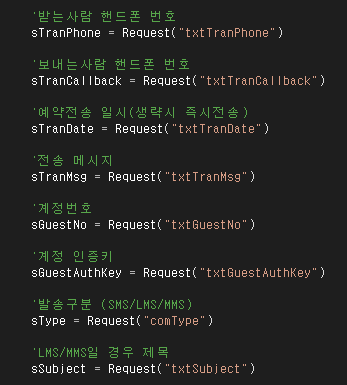 '받는사람 핸드폰 번호
sTranPhone = Request("txtTranPhone")
'보내는사람 핸드폰 번호
sTranCallback = Request("txtTranCallback")
'예약전송 일시(생략시 즉시전송)
sTranDate = Request("txtTranDate")
'전송 메시지
sTranMsg = Request("txtTranMsg")
'계정번호
sGuestNo = Request("txtGuestNo")
'계정 인증키
sGuestAuthKey = Request("txtGuestAuthKey")
'발송구분 (SMS/LMS/MMS)
sType = Request("comType")
'LMS/MMS일 경우 제목
sSubject = Request("txtSubject")